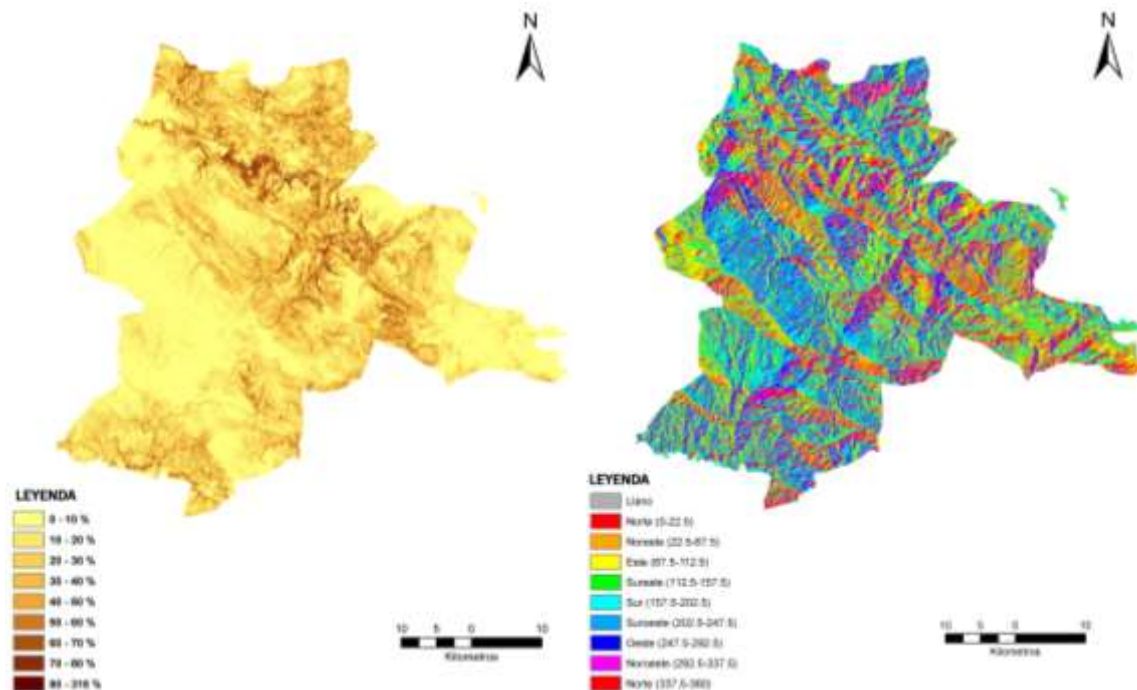 N
N
LEYENDA
0 - 10 %
10 - 20 %
20 - 30 %
30 - 40 %
40 - 50 %
50 - 60 %
60 - 70 %
70 - 80 %
80 - 318 %
10 5 0 10
Kilometros
LEYENDA
Llano
Norte (0-22.5)
Noreste (22.5-67.5)
Este (67.5-112.5)
Sureste (112.5-157.5)
Sur (157.5-202.5)
Suroeste (202.5-247.5)
Oeste (247.5-292.5)
Noroeste (292.5-337.5)
Norte (337.5-360)
10 5 0 10
Kilometros